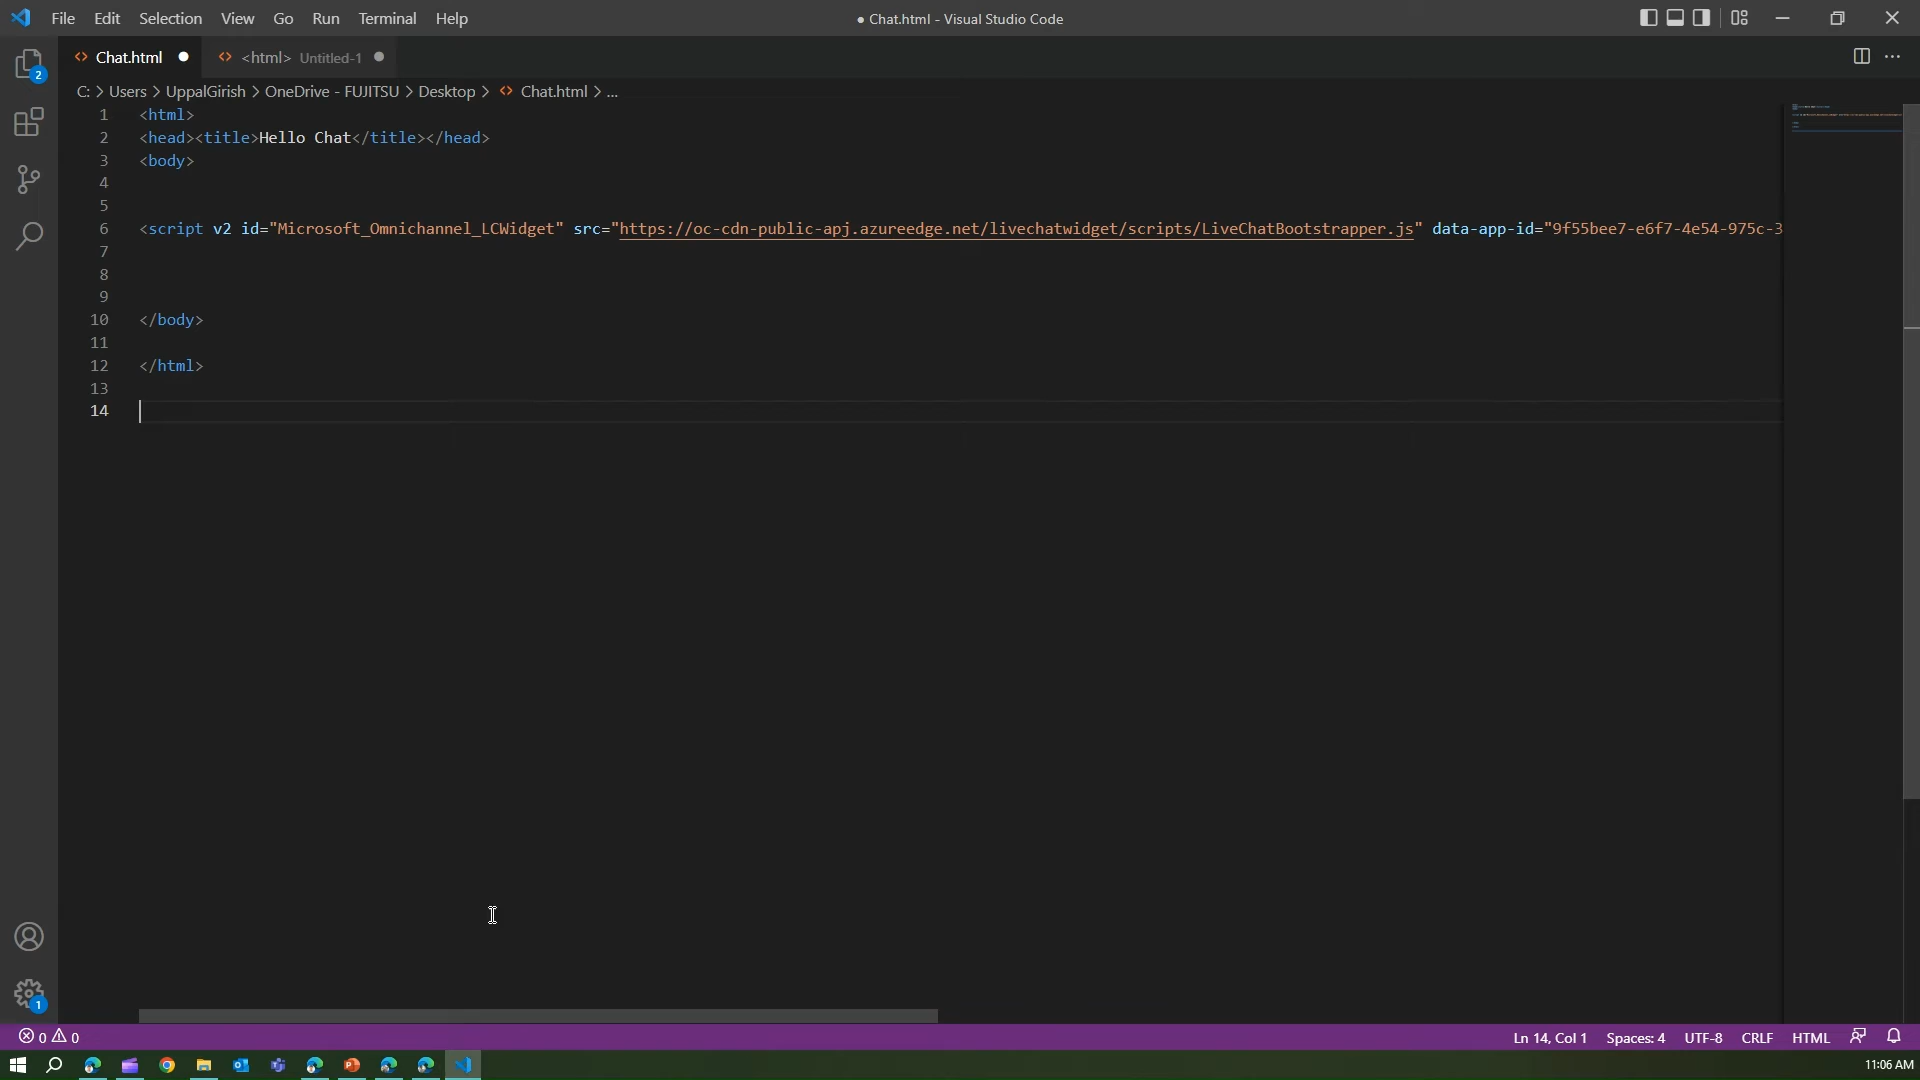 File Edit Selection View Go Run Terminal Help
● Chat.html - Visual Studio Code
Chat.html
<html> Untitled-1
2
C: > Users > UppalGirish > OneDrive - FUJITSU > Desktop > Chat.html > ...
1 <html>
2 <head><title>Hello Chat</title></head>
3 <body>
4
5
6 <script v2 id="Microsoft_Omnichannel_LCWidget" src="https://oc-cdn-public-apj.azureedge.net/livechatwidget/scripts/LiveChatBootstrapper.js" data-app-id="9f55bee7-e6f7-4e54-975c-3
7
8
9
10 </body>
11
12 </html>
13
14
1
0 0
Ln 14, Col 1 Spaces: 4 UTF-8 CRLF HTML
11:06 AM